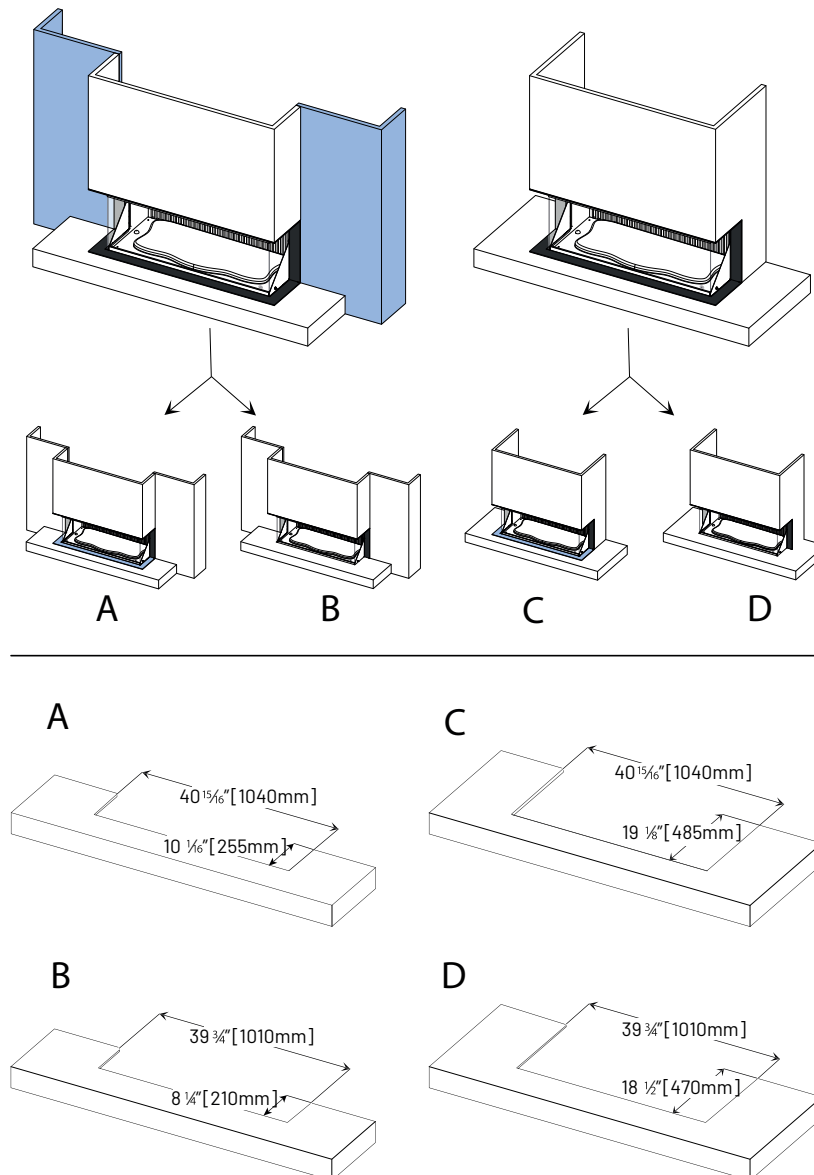 A B C D
A C
40 15/16" [1040mm] 40 15/16" [1040mm]
10 1/16" [255mm] 19 1/8" [485mm]
B D
39 3/4" [1010mm] 39 3/4" [1010mm]
8 1/4" [210mm] 18 1/2" [470mm]